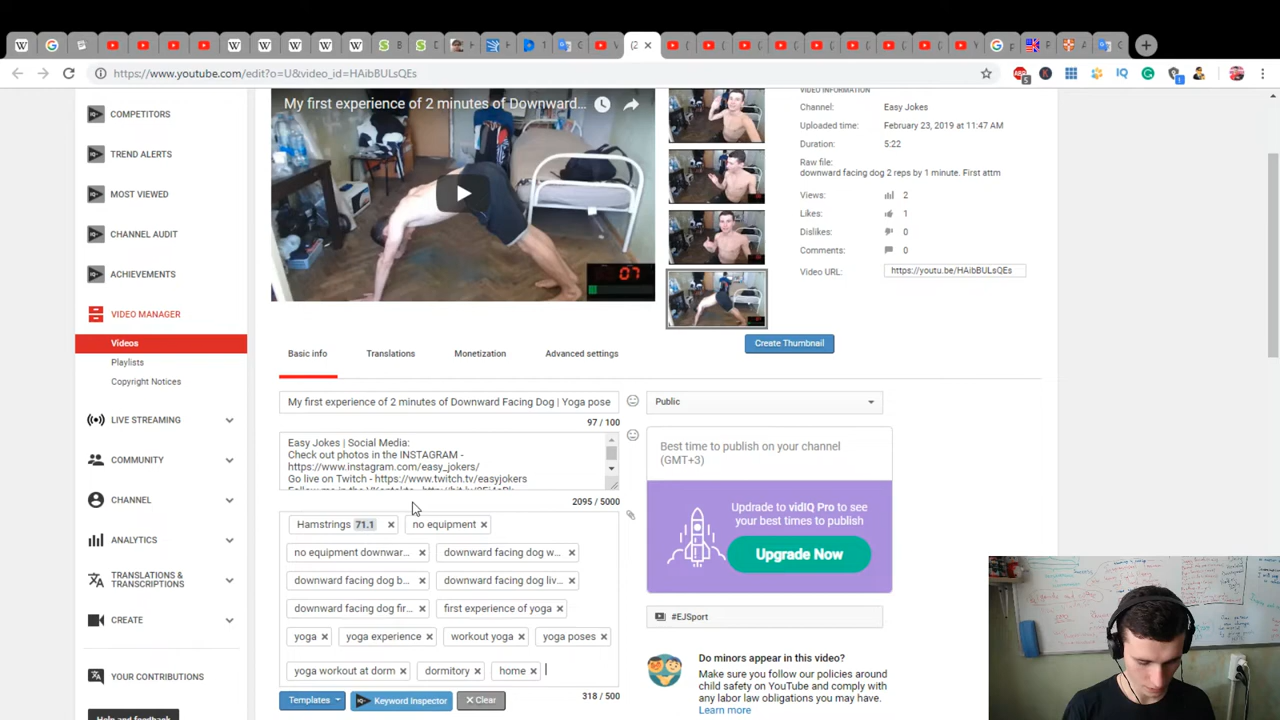 https://www.youtube.com/edit?o=U&video_id=HAibBULsQEs
COMPETITORS
TREND ALERTS
MOST VIEWED
CHANNEL AUDIT
ACHIEVEMENTS
VIDEO MANAGER
Videos
Playlists
Copyright Notices
LIVE STREAMING
COMMUNITY
CHANNEL
ANALYTICS
TRANSLATIONS &
TRANSCRIPTIONS
CREATE
YOUR CONTRIBUTIONS
Help and feedback
My first experience of 2 minutes of Downward...
07
VIDEO INFORMATION
Channel: Easy Jokes
Uploaded time: February 23, 2019 at 11:47 AM
Duration: 5:22
Raw file:
downward facing dog 2 reps by 1 minute. First attm
Views: 2
Likes: 1
Dislikes: 0
Comments: 0
Video URL: https://youtu.be/HAibBULsQEs
Create Thumbnail
Basic info Translations Monetization Advanced settings
My first experience of 2 minutes of Downward Facing Dog | Yoga pose
97 / 100
Easy Jokes | Social Media:
Check out photos in the INSTAGRAM -
https://www.instagram.com/easy_jokers/
Go live on Twitch - https://www.twitch.tv/easyjokers
2095 / 5000
Hamstrings 71.1 no equipment
no equipment downwar... downward facing dog w...
downward facing dog b... downward facing dog liv...
downward facing dog fir... first experience of yoga
yoga yoga experience workout yoga yoga poses
yoga workout at dorm dormitory home
318 / 500
Templates Keyword Inspector Clear
Public
Best time to publish on your channel
(GMT+3)
Updrade to vidIQ Pro to see
your best times to publish
Upgrade Now
#EJSport
Do minors appear in this video?
Make sure you follow our policies around
child safety on YouTube and comply with
any labor law obligations you may have.
Learn more